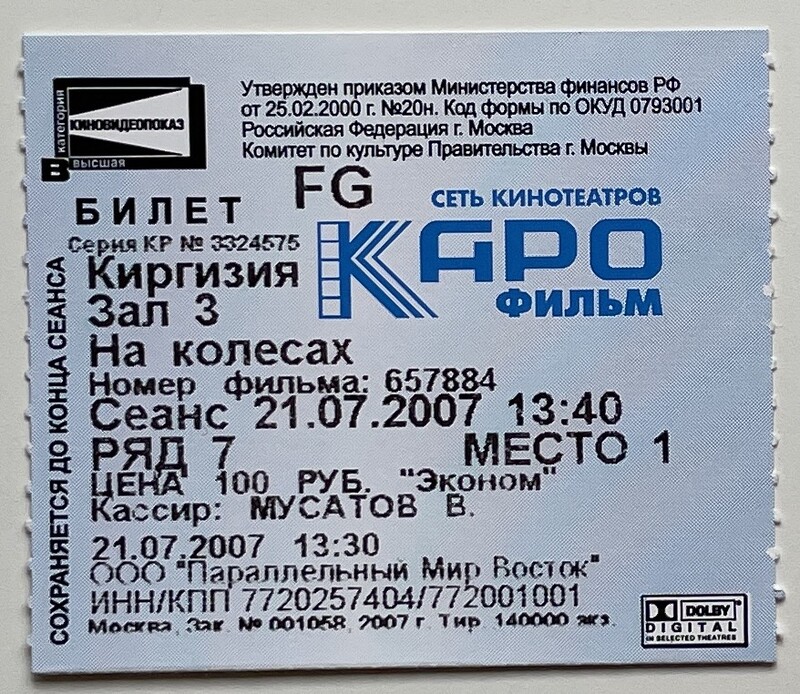 Утвержден приказом Министерства финансов РФ
от 25.02.2000 г. №20н. Код формы по ОКУД 0793001
Российская Федерация г. Москва
Комитет по культуре Правительства г. Москвы
категория
КИНОВИДЕОПОКАЗ
В высшая
БИЛЕТ FG
СЕТЬ КИНОТЕАТРОВ
КАРО
ФИЛЬМ
Серия КР № 3324575
Киргизия
Зал 3
На колесах
Номер фильма: 657884
Сеанс 21.07.2007 13:40
РЯД 7 МЕСТО 1
ЦЕНА 100 РУБ. "Эконом"
Кассир: МУСАТОВ В.
21.07.2007 13:30
ООО "Параллельный Мир Восток"
ИНН/КПП 7720257404/772001001
Москва, Зак. № 001058, 2007 г. Тир. 140000 экз.
СОХРАНЯЕТСЯ ДО КОНЦА СЕАНСА
DOLBY
DIGITAL
IN SELECTED THEATRES